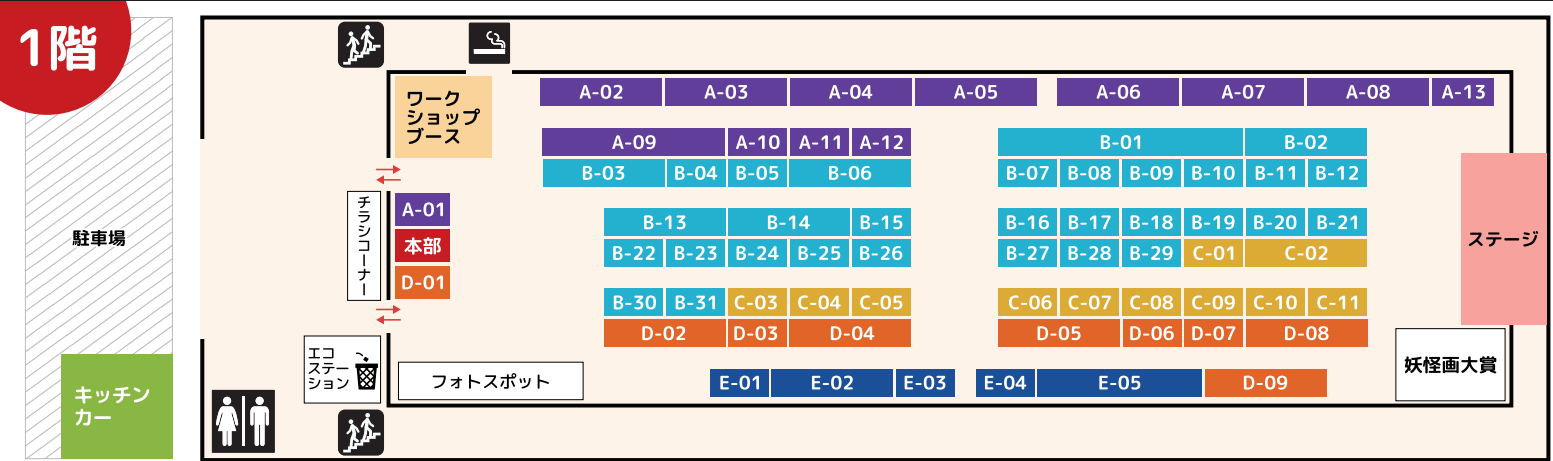 1階
ワーク
ショップ
ブース
A-02 A-03 A-04 A-05 A-06 A-07 A-08 A-13
A-09 A-10 A-11 A-12 B-01 B-02
B-03 B-04 B-05 B-06 B-07 B-08 B-09 B-10 B-11 B-12
チラシコーナー
A-01
本部
D-01
B-13 B-14 B-15 B-16 B-17 B-18 B-19 B-20 B-21
B-22 B-23 B-24 B-25 B-26 B-27 B-28 B-29 C-01 C-02
B-30 B-31 C-03 C-04 C-05 C-06 C-07 C-08 C-09 C-10 C-11
D-02 D-03 D-04 D-05 D-06 D-07 D-08
ステージ
駐車場
エコ
ステー
ション
フォトスポット
E-01 E-02 E-03 E-04 E-05 D-09
妖怪画大賞
キッチン
カー